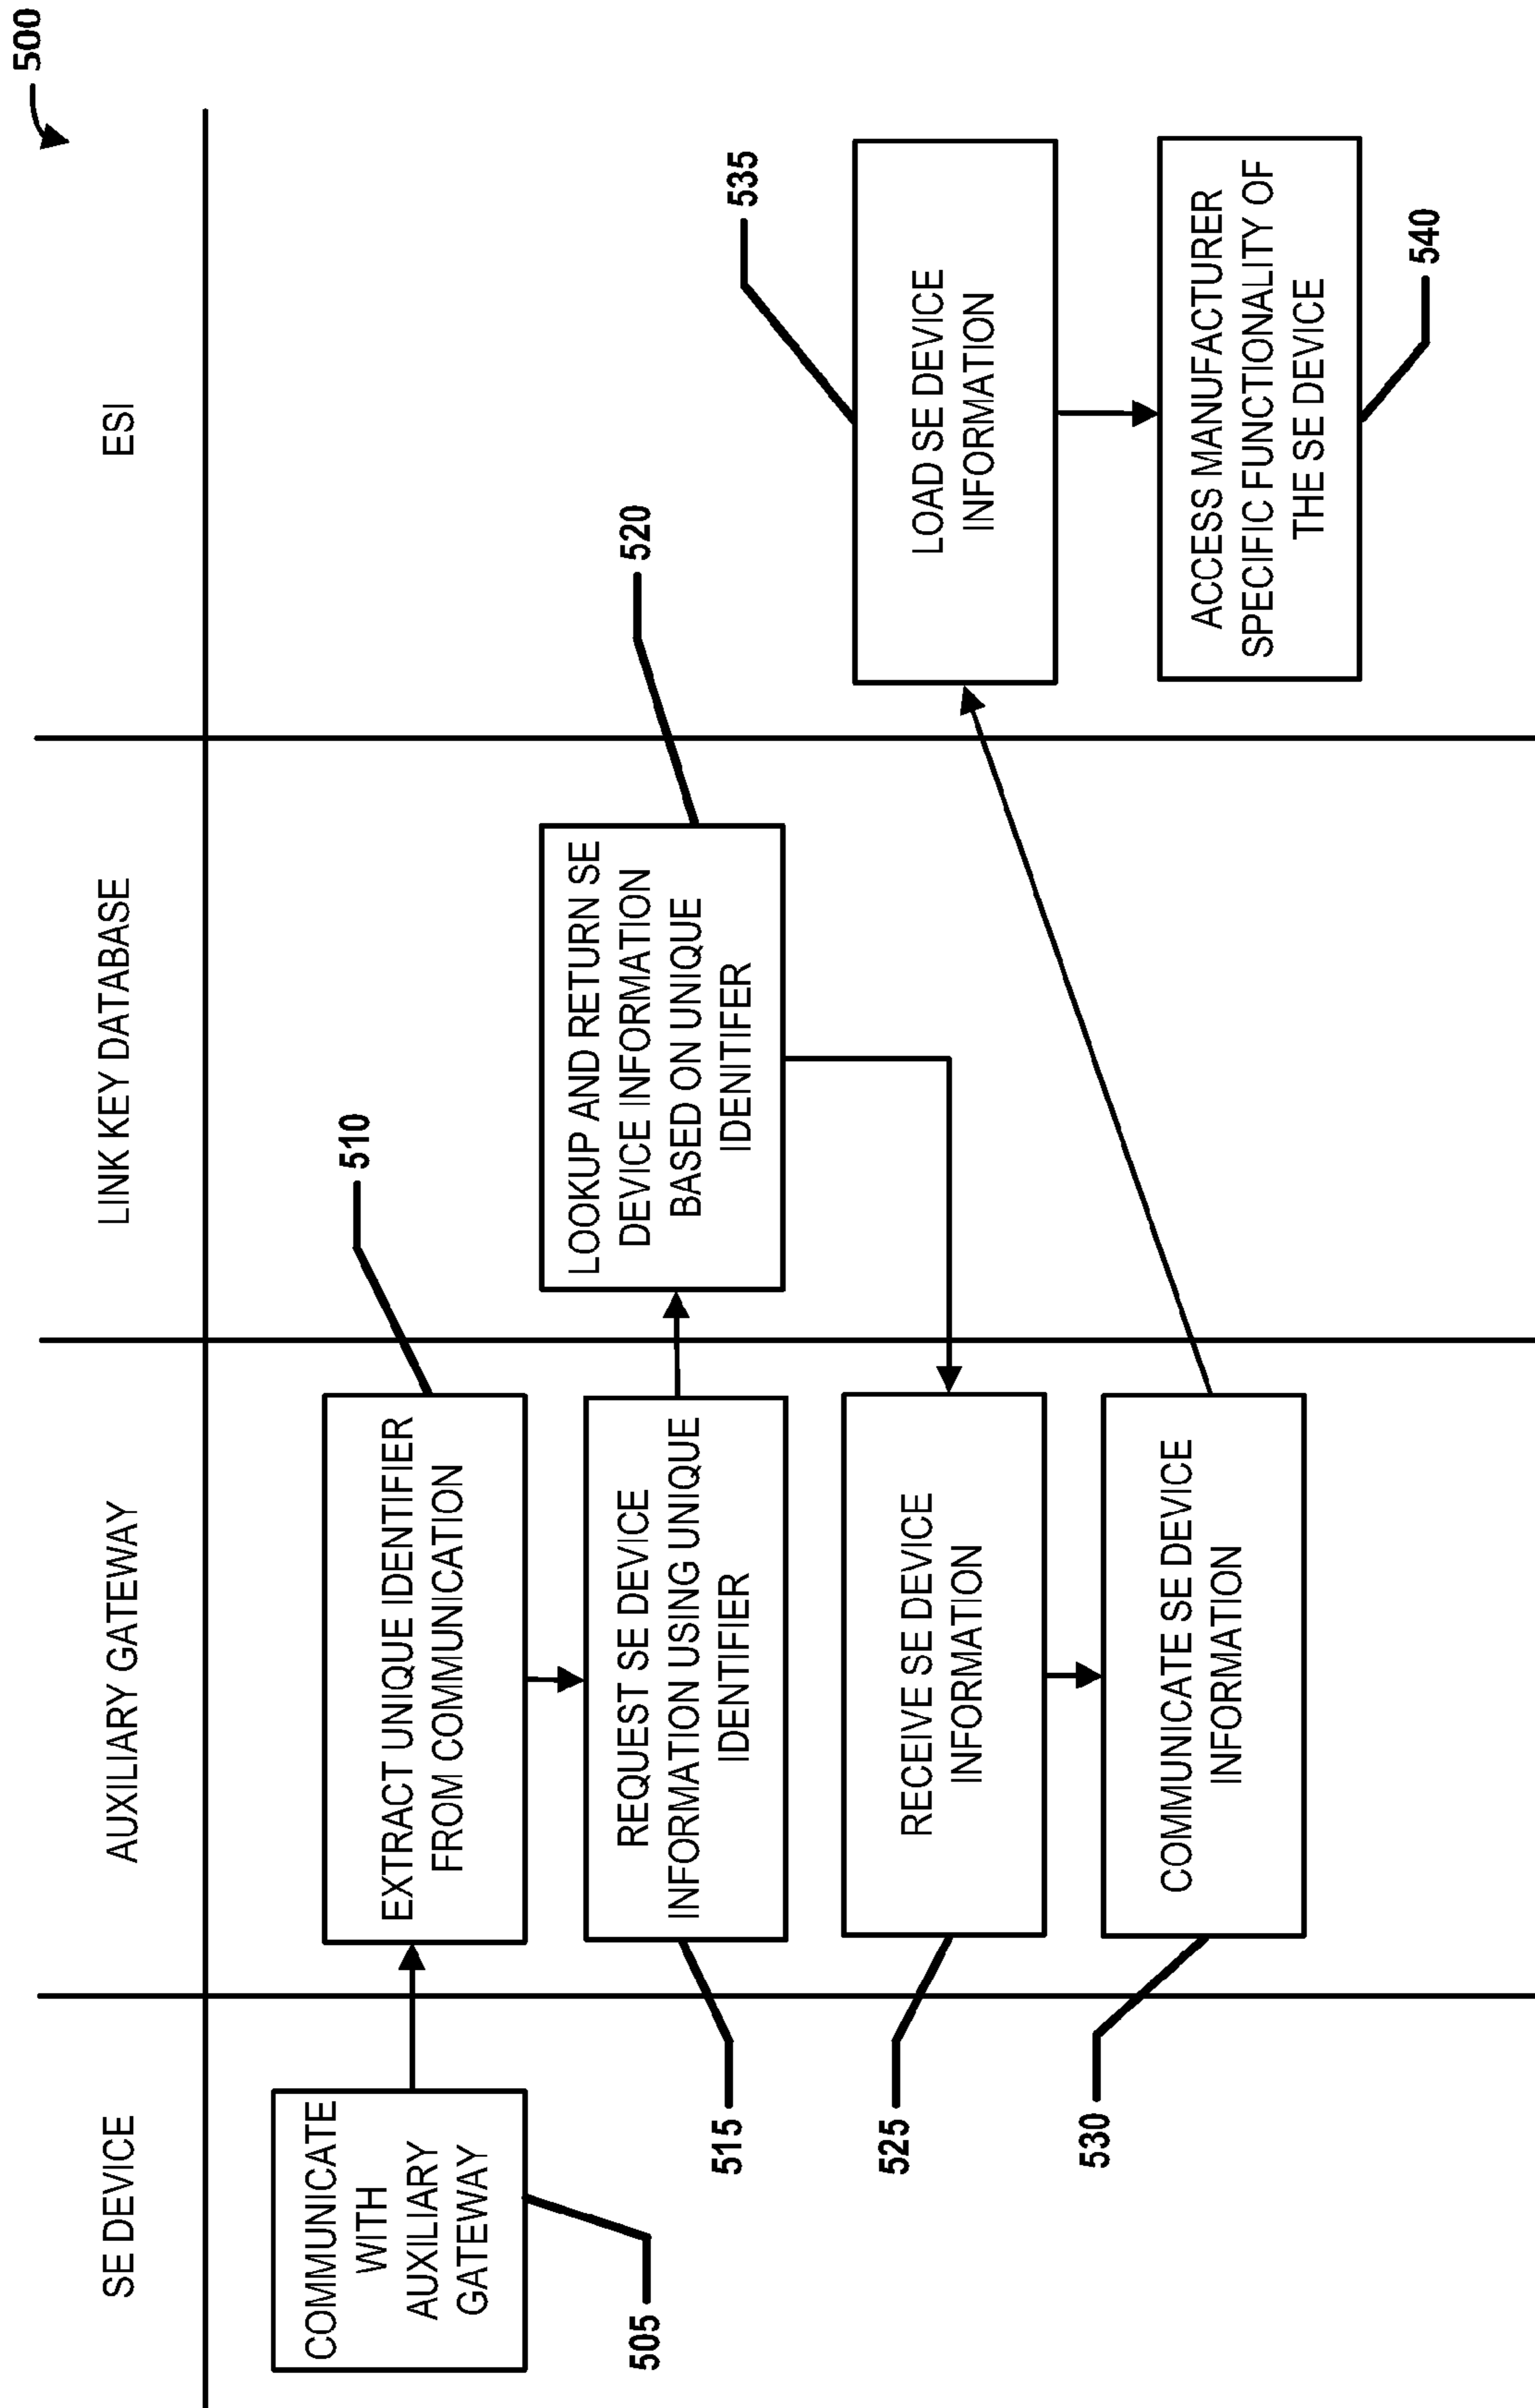 500
SE DEVICE
AUXILIARY GATEWAY
LINK KEY DATABASE
ESI
COMMUNICATE
WITH
AUXILIARY
GATEWAY
505
EXTRACT UNIQUE IDENTIFIER
FROM COMMUNICATION
510
REQUEST SE DEVICE
INFORMATION USING UNIQUE
IDENTIFIER
515
LOOKUP AND RETURN SE
DEVICE INFORMATION
BASED ON UNIQUE
IDENITIFER
520
RECEIVE SE DEVICE
INFORMATION
525
COMMUNICATE SE DEVICE
INFORMATION
530
LOAD SE DEVICE
INFORMATION
535
ACCESS MANUFACTURER
SPECIFIC FUNCTIONALITY OF
THE SE DEVICE
540